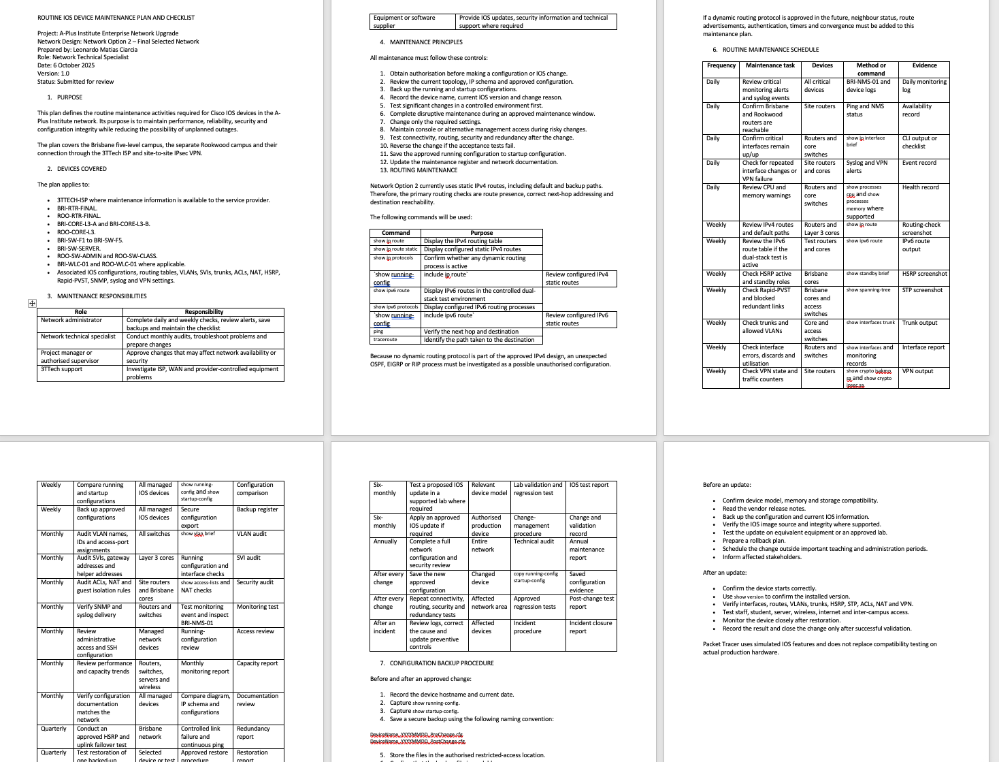 ROUTINE IOS DEVICE MAINTENANCE PLAN AND CHECKLIST
Project: A-Plus Institute Enterprise Network Upgrade
Network Design: Network Option 2 – Final Selected Network
Prepared by: Leonardo Matias Ciarcia
Role: Network Technical Specialist
Date: 6 October 2025
Version: 1.0
Status: Submitted for review
1. PURPOSE
This plan defines the routine maintenance activities required for Cisco IOS devices in the A-
Plus Institute network. Its purpose is to maintain performance, reliability, security and
configuration integrity while reducing the possibility of unplanned outages.
The plan covers the Brisbane five-level campus, the separate Rookwood campus and their
connection through the 3TTech ISP and site-to-site IPsec VPN.
2. DEVICES COVERED
The plan applies to:
• 3TTECH-ISP where maintenance information is available to the service provider.
• BRI-RTR-FINAL.
• ROO-RTR-FINAL.
• BRI-CORE-L3-A and BRI-CORE-L3-B.
• ROO-CORE-L3.
• BRI-SW-F1 to BRI-SW-F5.
• BRI-SW-SERVER.
• ROO-SW-ADMIN and ROO-SW-CLASS.
• BRI-WLC-01 and ROO-WLC-01 where applicable.
• Associated IOS configurations, routing tables, VLANs, SVIs, trunks, ACLs, NAT, HSRP,
Rapid-PVST, SNMP, syslog and VPN settings.
3. MAINTENANCE RESPONSIBILITIES
Role Responsibility
Network administrator Complete daily and weekly checks, review alerts, save
backups and maintain the checklist
Network technical specialist Conduct monthly audits, troubleshoot problems and
prepare changes
Project manager or Approve changes that may affect network availability or
authorised supervisor security
3TTech support Investigate ISP, WAN and provider-controlled equipment
problems
Equipment or software Provide IOS updates, security information and technical
supplier support where required
4. MAINTENANCE PRINCIPLES
All maintenance must follow these controls:
1. Obtain authorisation before making a configuration or IOS change.
2. Review the current topology, IP schema and approved configuration.
3. Back up the running and startup configurations.
4. Record the device name, current IOS version and change reason.
5. Test significant changes in a controlled environment first.
6. Complete disruptive maintenance during an approved maintenance window.
7. Change only the required settings.
8. Maintain console or alternative management access during risky changes.
9. Test connectivity, routing, security and redundancy after the change.
10. Reverse the change if the acceptance tests fail.
11. Save the approved running configuration to startup configuration.
12. Update the maintenance register and network documentation.
13. ROUTING MAINTENANCE
Network Option 2 currently uses static IPv4 routes, including default and backup paths.
Therefore, the primary routing checks are route presence, correct next-hop addressing and
destination reachability.
The following commands will be used:
Command Purpose
show ip route Display the IPv4 routing table
show ip route static Display configured static IPv4 routes
show ip protocols Confirm whether any dynamic routing
process is active
`show running- include ip route` Review configured IPv4
config static routes
show ipv6 route Display IPv6 routes in the controlled dual-
stack test environment
show ipv6 protocols Display configured IPv6 routing processes
`show running- include ipv6 route` Review configured IPv6
config static routes
ping Verify the next hop and destination
traceroute Identify the path taken to the destination
Because no dynamic routing protocol is part of the approved IPv4 design, an unexpected
OSPF, EIGRP or RIP process must be investigated as a possible unauthorised configuration.
If a dynamic routing protocol is approved in the future, neighbour status, route
advertisements, authentication, timers and convergence must be added to this
maintenance plan.
6. ROUTINE MAINTENANCE SCHEDULE
Frequency Maintenance task Devices Method or Evidence
command
Daily Review critical All critical BRI-NMS-01 and Daily monitoring
monitoring alerts devices device logs log
and syslog events
Daily Confirm Brisbane Site routers Ping and NMS Availability
and Rookwood status record
routers are
reachable
Daily Confirm critical Routers and show ip interface CLI output or
interfaces remain core brief checklist
up/up switches
Daily Check for repeated Site routers Syslog and VPN Event record
interface changes or and cores alerts
VPN failure
Daily Review CPU and Routers and show processes Health record
memory warnings core cpu and show
switches processes
memory where
supported
Weekly Review IPv4 routes Routers and show ip route Routing-check
and default paths Layer 3 cores screenshot
Weekly Review the IPv6 Test routers show ipv6 route IPv6 route
route table if the and cores output
dual-stack test is
active
Weekly Check HSRP active Brisbane show standby brief HSRP screenshot
and standby roles cores
Weekly Check Rapid-PVST Brisbane show spanning-tree STP screenshot
and blocked cores and
redundant links access
switches
Weekly Check trunks and Core and show interfaces trunk Trunk output
allowed VLANs access
switches
Weekly Check interface Routers and show interfaces and Interface report
errors, discards and switches monitoring
utilisation records
Weekly Check VPN state and Site routers show crypto isakmp VPN output
traffic counters sa and show crypto
ipsec sa
Weekly Compare running All managed show running- Configuration
and startup IOS devices config and show comparison
configurations startup-config
Weekly Back up approved All managed Secure Backup register
configurations IOS devices configuration
export
Monthly Audit VLAN names, All switches show vlan brief VLAN audit
IDs and access-port
assignments
Monthly Audit SVIs, gateway Layer 3 cores Running SVI audit
addresses and configuration and
helper addresses interface checks
Monthly Audit ACLs, NAT and Site routers show access-lists and Security audit
guest isolation rules and Brisbane NAT checks
cores
Monthly Verify SNMP and Routers and Test monitoring Monitoring test
syslog delivery switches event and inspect
BRI-NMS-01
Monthly Review Managed Running- Access review
administrative network configuration
access and SSH devices review
configuration
Monthly Review performance Routers, Monthly Capacity report
and capacity trends switches, monitoring report
servers and
wireless
Monthly Verify configuration All managed Compare diagram, Documentation
documentation devices IP schema and review
matches the configurations
network
Quarterly Conduct an Brisbane Controlled link Redundancy
approved HSRP and network failure and report
uplink failover test continuous ping
Quarterly Test restoration of Selected Approved restore Restoration
one backed-up device or test procedure report
Six- Test a proposed IOS Relevant Lab validation and IOS test report
monthly update in a device model regression test
supported lab where
required
Six- Apply an approved Authorised Change- Change and
monthly IOS update if production management validation
required device procedure record
Annually Complete a full Entire Technical audit Annual
network network maintenance
configuration and report
security review
After every Save the new Changed copy running-config Saved
change approved device startup-config configuration
configuration evidence
After every Repeat connectivity, Affected Approved Post-change test
change routing, security and network area regression tests report
redundancy tests
After an Review logs, correct Affected Incident Incident closure
incident the cause and devices procedure report
update preventive
controls
7. CONFIGURATION BACKUP PROCEDURE
Before and after an approved change:
1. Record the device hostname and current date.
2. Capture show running-config.
3. Capture show startup-config.
4. Save a secure backup using the following naming convention:
DeviceName_YYYYMMDD_PreChange.cfg
DeviceName_YYYYMMDD_PostChange.cfg
5. Store the files in the authorised restricted-access location.
Before an update:
• Confirm device model, memory and storage compatibility.
• Read the vendor release notes.
• Back up the configuration and current IOS information.
• Verify the IOS image source and integrity where supported.
• Test the update on equivalent equipment or an approved lab.
• Prepare a rollback plan.
• Schedule the change outside important teaching and administration periods.
• Inform affected stakeholders.
After an update:
• Confirm the device starts correctly.
• Use show version to confirm the installed version.
• Verify interfaces, routes, VLANs, trunks, HSRP, STP, ACLs, NAT and VPN.
• Test staff, student, server, wireless, internet and inter-campus access.
• Monitor the device closely after restoration.
• Record the result and close the change only after successful validation.
Packet Tracer uses simulated IOS features and does not replace compatibility testing on
actual production hardware.